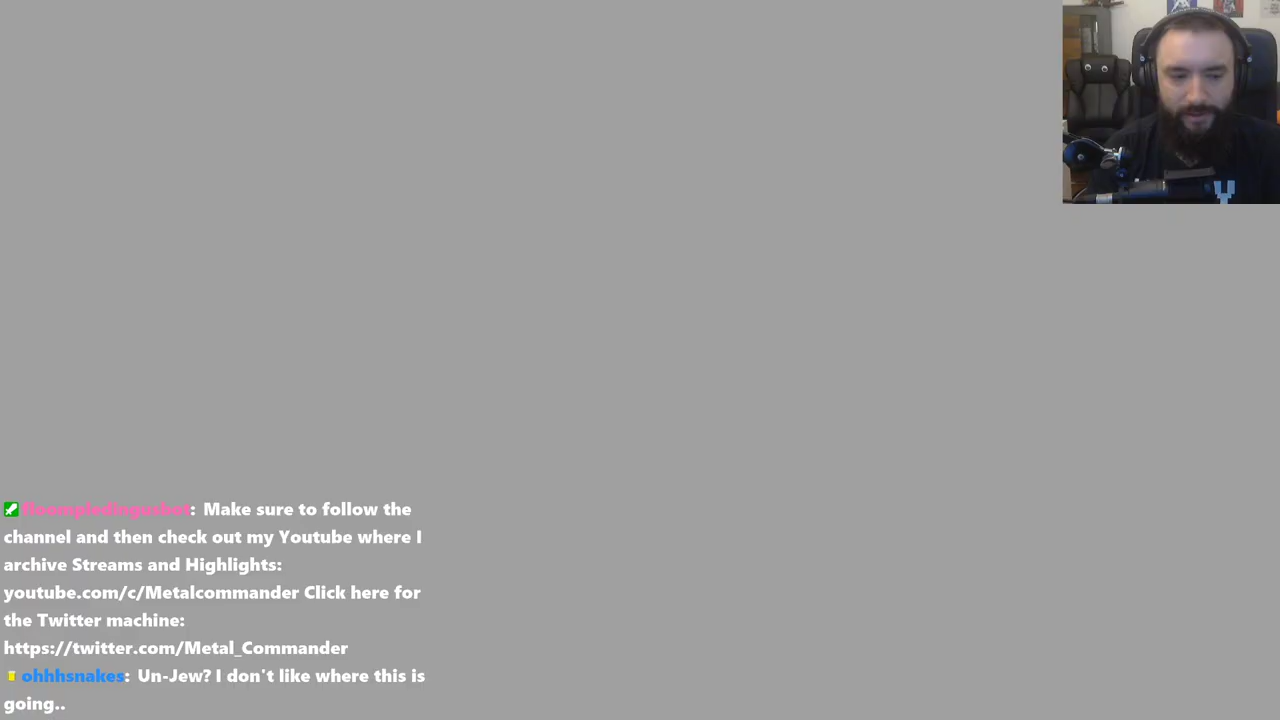 floompledingusbot: Make sure to follow the
channel and then check out my Youtube where I
archive Streams and Highlights:
youtube.com/c/Metalcommander Click here for
the Twitter machine:
https://twitter.com/Metal_Commander
ohhhsnakes: Un-Jew? I don't like where this is
going..